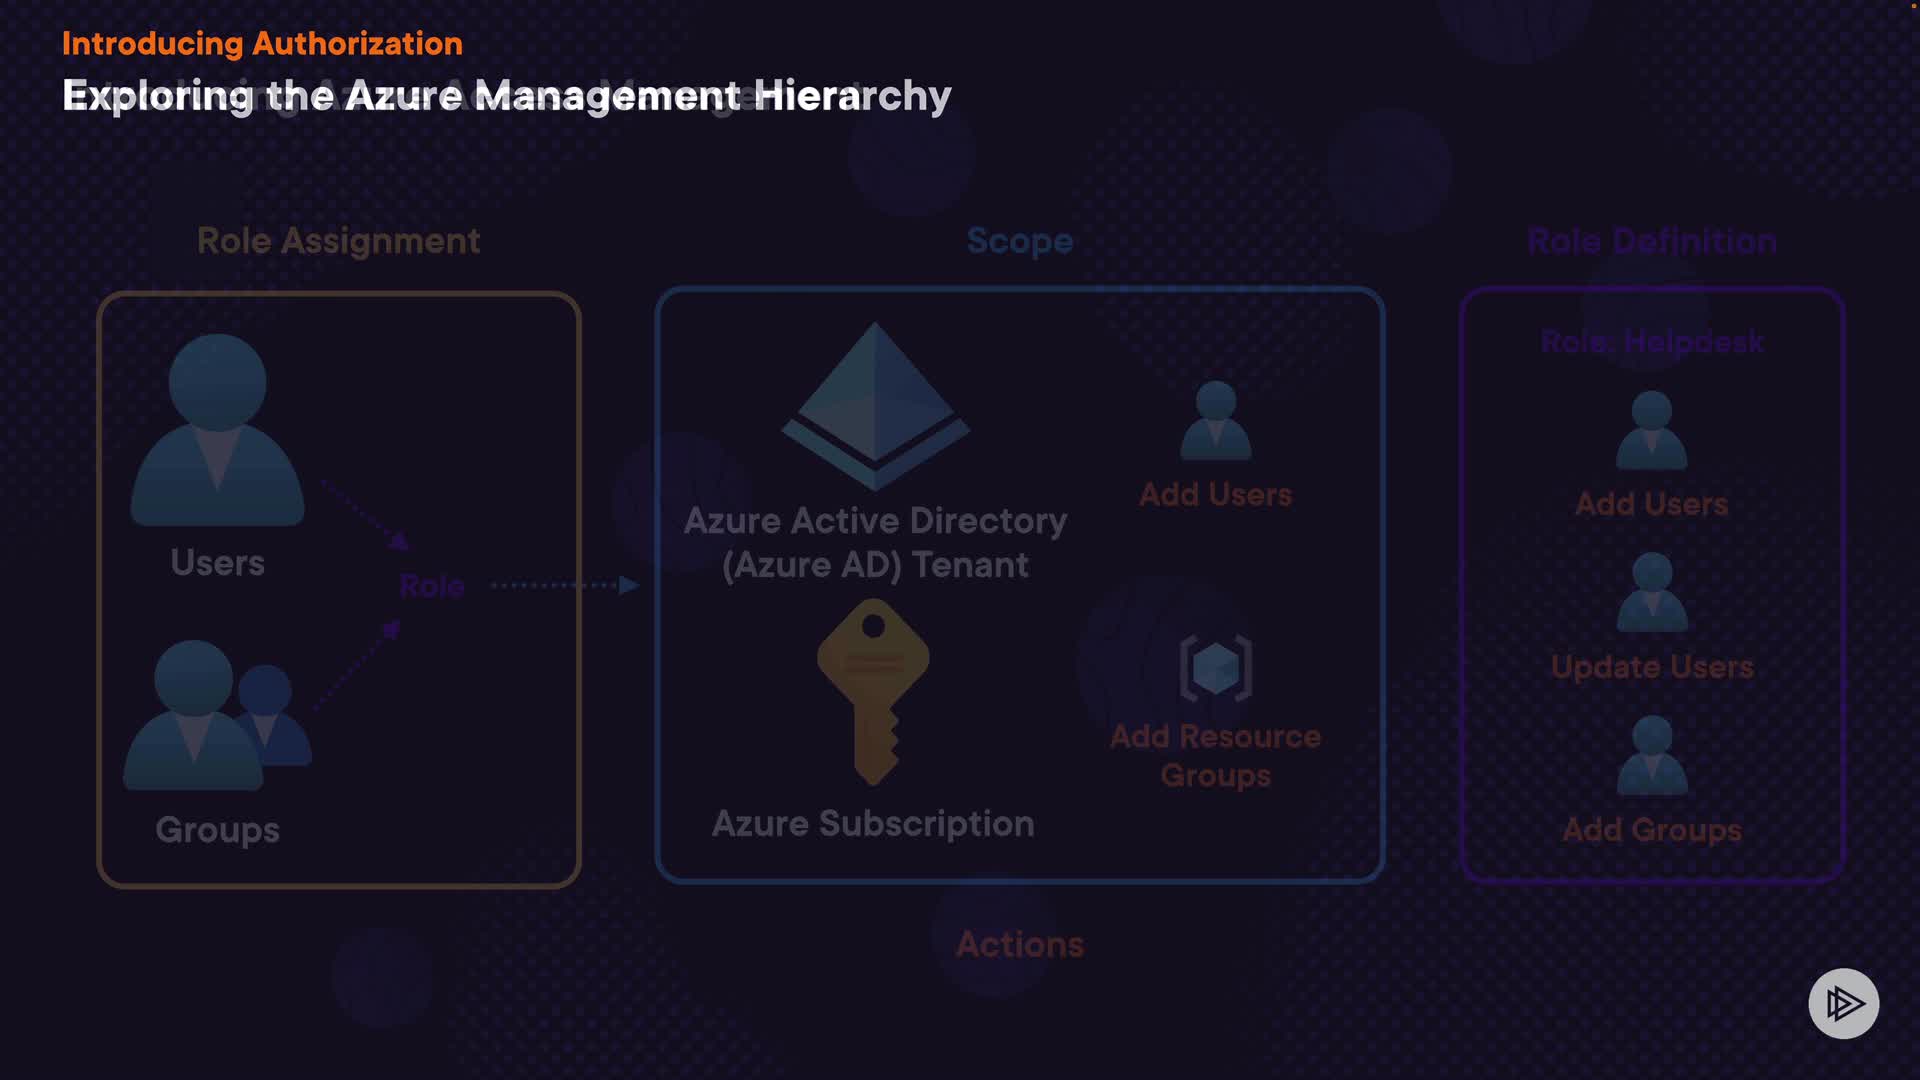 Introducing Authorization
Exploring the Azure Management Hierarchy
Role Assignment
Scope
Role Definition
Role: Helpdesk
Add Users
Azure Active Directory
(Azure AD) Tenant
Add Users
Users
Role
Update Users
Add Resource
Groups
Azure Subscription
Groups
Add Groups
Actions